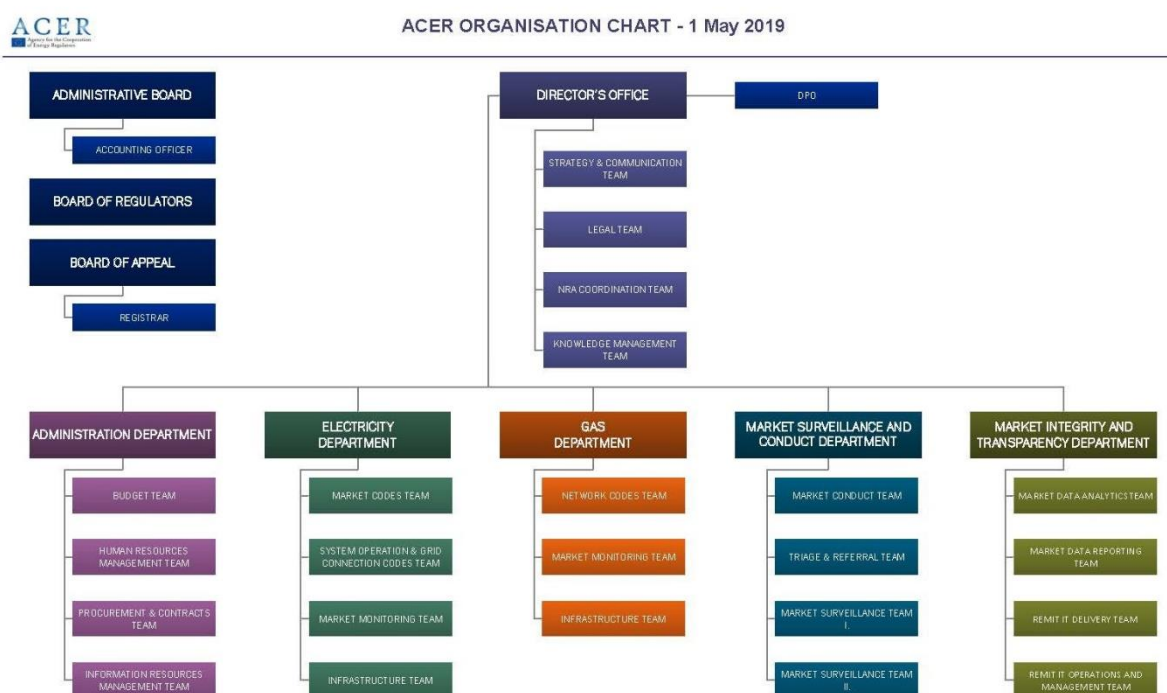 ACER
Agency for the Cooperation
of Energy Regulators
ACER ORGANISATION CHART - 1 May 2019
ADMINISTRATIVE BOARD
ACCOUNTING OFFICER
BOARD OF REGULATORS
BOARD OF APPEAL
REGISTRAR
DIRECTOR'S OFFICE
DPO
STRATEGY & COMMUNICATION
TEAM
LEGAL TEAM
NRA COORDINATION TEAM
KNOWLEDGE MANAGEMENT
TEAM
ADMINISTRATION DEPARTMENT
BUDGET TEAM
HUMAN RESOURCES
MANAGEMENT TEAM
PROCUREMENT & CONTRACTS
TEAM
INFORMATION RESOURCES
MANAGEMENT TEAM
ELECTRICITY
DEPARTMENT
MARKET CODES TEAM
SYSTEM OPERATION & GRID
CONNECTION CODES TEAM
MARKET MONITORING TEAM
INFRASTRUCTURE TEAM
GAS
DEPARTMENT
NETWORK CODES TEAM
MARKET MONITORING TEAM
INFRASTRUCTURE TEAM
MARKET SURVEILLANCE AND
CONDUCT DEPARTMENT
MARKET CONDUCT TEAM
TRIAGE & REFERRAL TEAM
MARKET SURVEILLANCE TEAM
I.
MARKET SURVEILLANCE TEAM
II.
MARKET INTEGRITY AND
TRANSPARENCY DEPARTMENT
MARKET DATA ANALYTICS TEAM
MARKET DATA REPORTING
TEAM
REMIT IT DELIVERY TEAM
REMIT IT OPERATIONS AND
MANAGEMENT TEAM